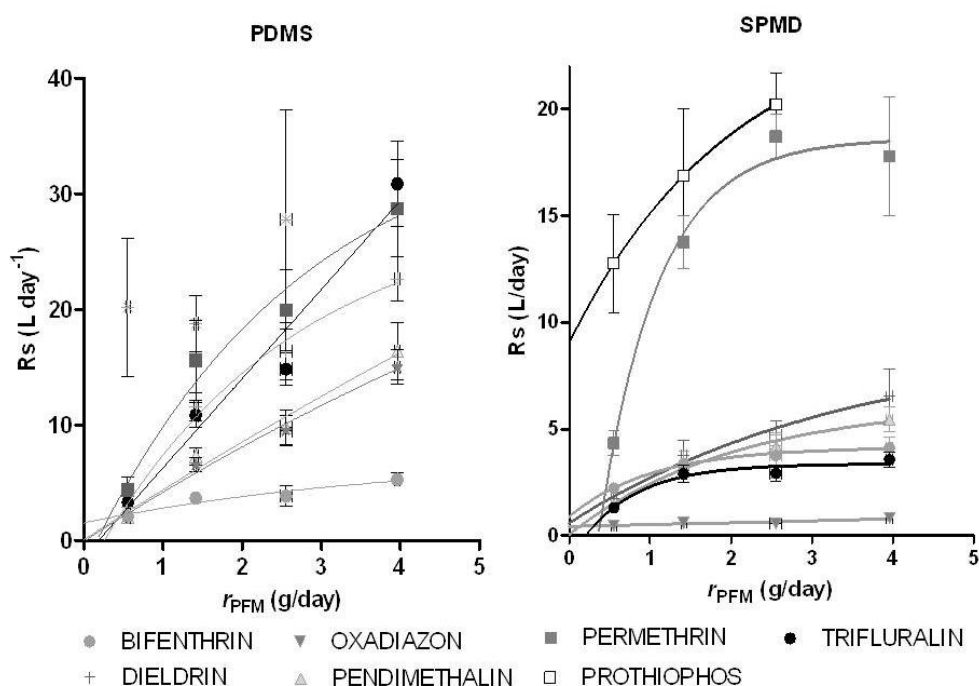 PDMS
SPMD
40
30
20
10
0
Rs (L day-1)
0 1 2 3 4 5
rPFM (g/day)
20
15
10
5
0
Rs (L/day)
0 1 2 3 4 5
rPFM (g/day)
BIFENTHRIN OXADIAZON PERMETHRIN TRIFLURALIN
DIELDRIN PENDIMETHALIN PROTHIOPHOS